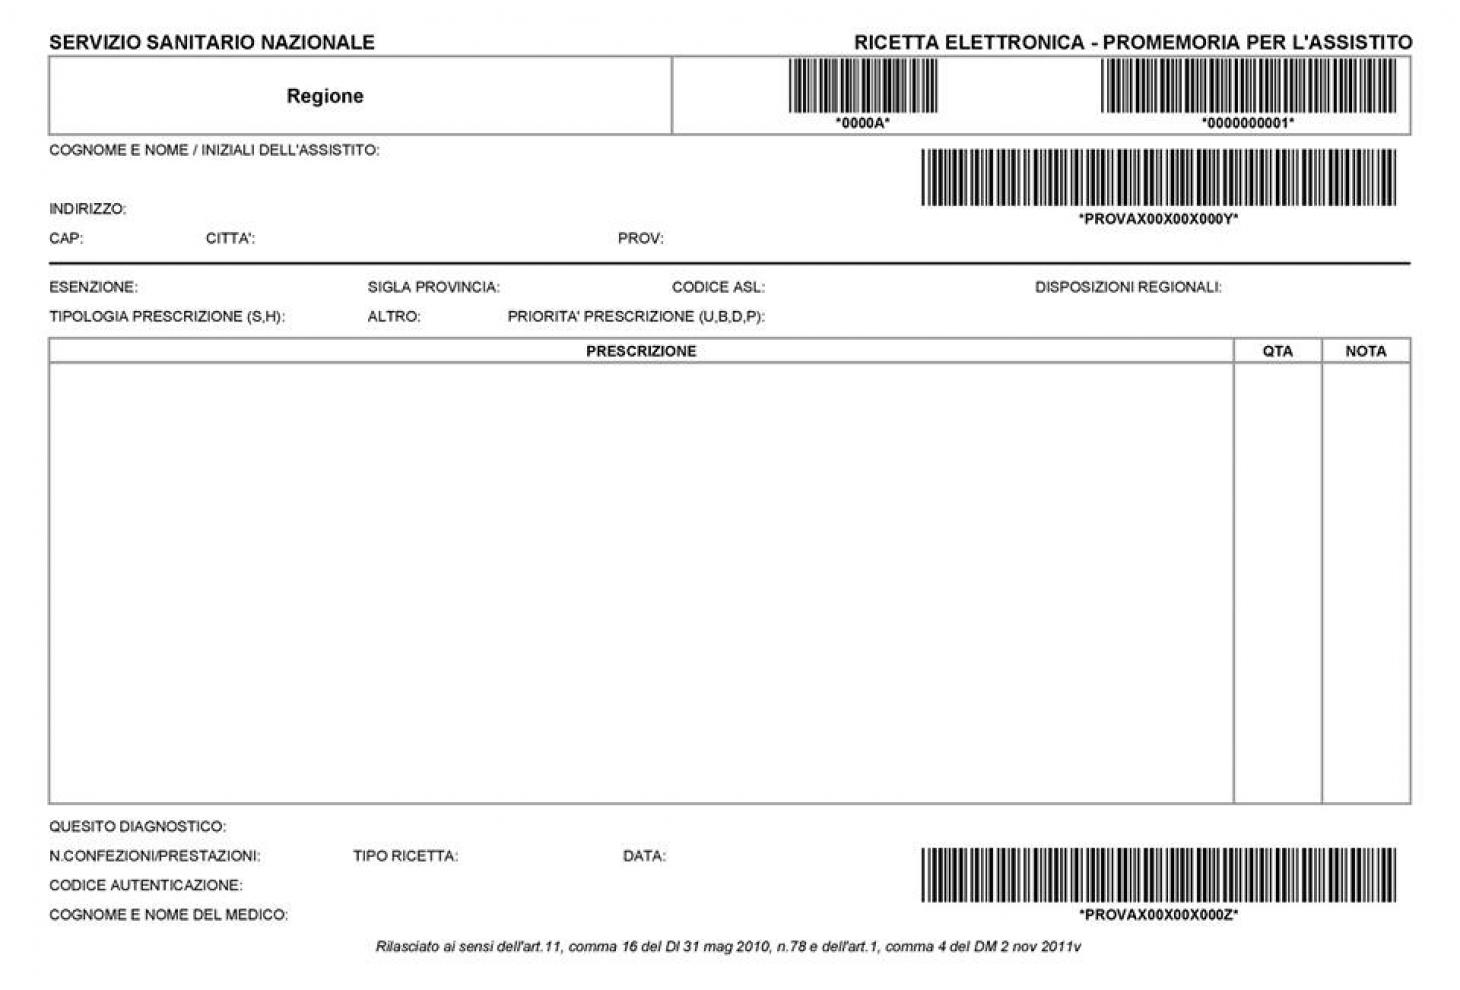 SERVIZIO SANITARIO NAZIONALE
RICETTA ELETTRONICA - PROMEMORIA PER L'ASSISTITO
Regione
*0000A*
*0000000001*
COGNOME E NOME / INIZIALI DELL'ASSISTITO:
*PROVAX00X00X000Y*
INDIRIZZO:
CAP: CITTA': PROV:
ESENZIONE: SIGLA PROVINCIA: CODICE ASL: DISPOSIZIONI REGIONALI:
TIPOLOGIA PRESCRIZIONE (S,H): ALTRO: PRIORITA' PRESCRIZIONE (U,B,D,P):
PRESCRIZIONE QTA NOTA
QUESITO DIAGNOSTICO:
N.CONFEZIONI/PRESTAZIONI: TIPO RICETTA: DATA:
CODICE AUTENTICAZIONE:
COGNOME E NOME DEL MEDICO:
*PROVAX00X00X000Z*
Rilasciato ai sensi dell'art.11, comma 16 del Dl 31 mag 2010, n.78 e dell'art.1, comma 4 del DM 2 nov 2011v